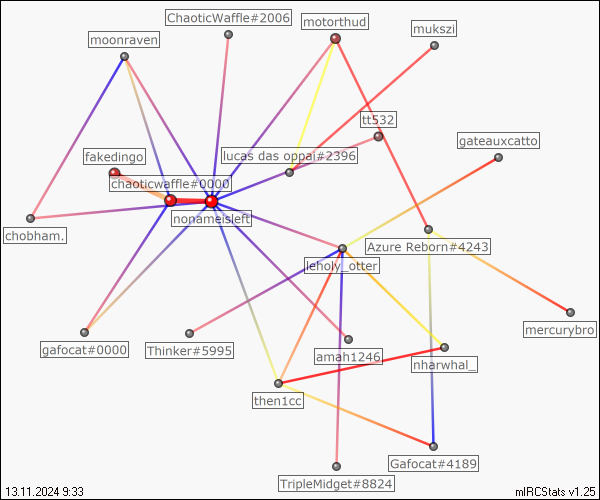 ChaoticWaffle#2006
motorthud
mukszi
moonraven
tt532
gateauxcatto
lucas das oppai#2396
fakedingo
chaoticwaffle#0000
nonameisleft
chobham.
Azure Reborn#4243
leholy_otter
mercurybro
gafocat#0000
Thinker#5995
amah1246
nharwhal_
then1cc
Gafocat#4189
TripleMidget#8824
13.11.2024 9:33
mIRCStats v1.25